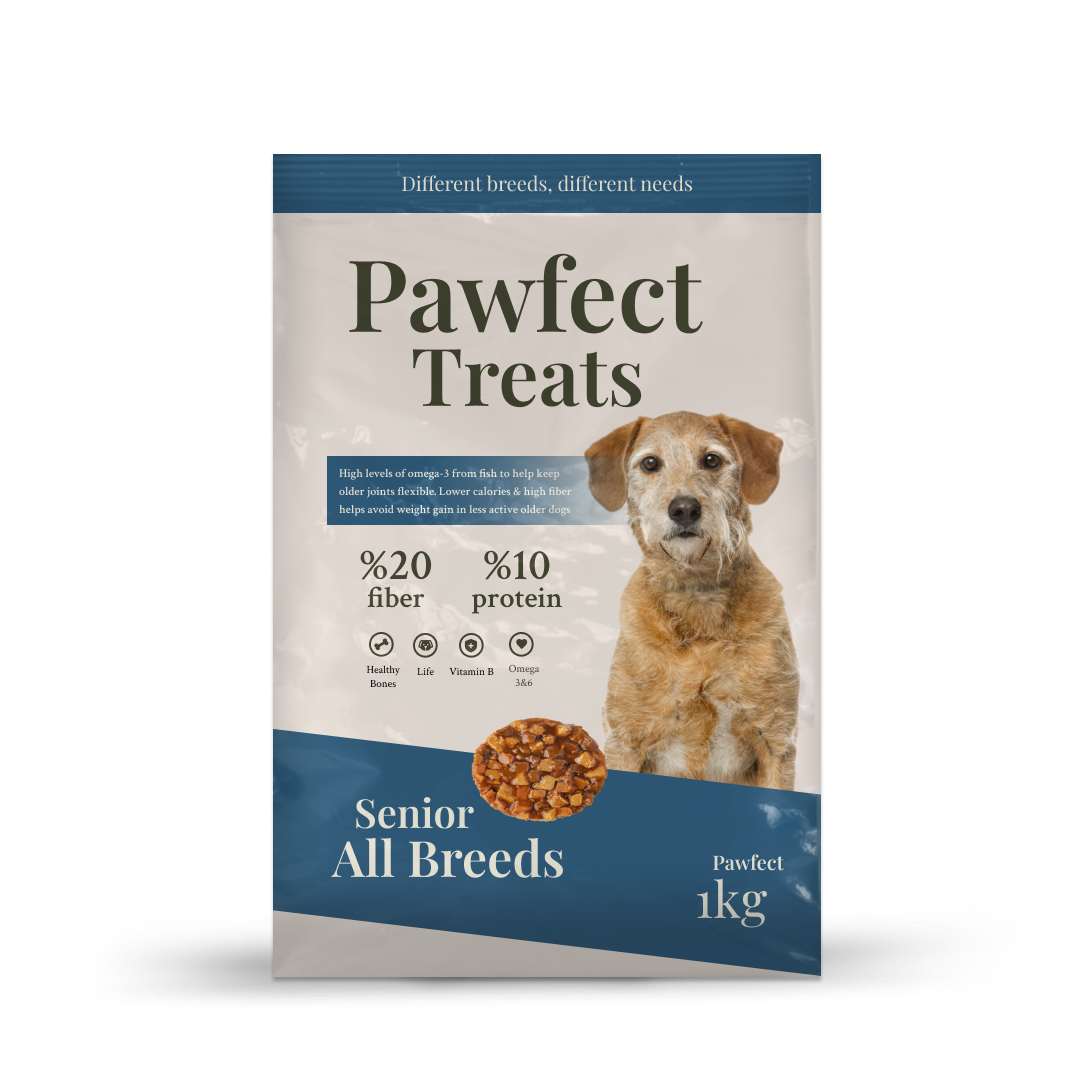 Different breeds, different needs
Pawfect
Treats
High levels of omega-3 from fish to help keep
older joints flexible. Lower calories & high fiber
helps avoid weight gain in less active older dogs
%20
fiber
%10
protein
Healthy
Bones
Life
Vitamin B
Omega
3&6
Senior
All Breeds
Pawfect
1kg